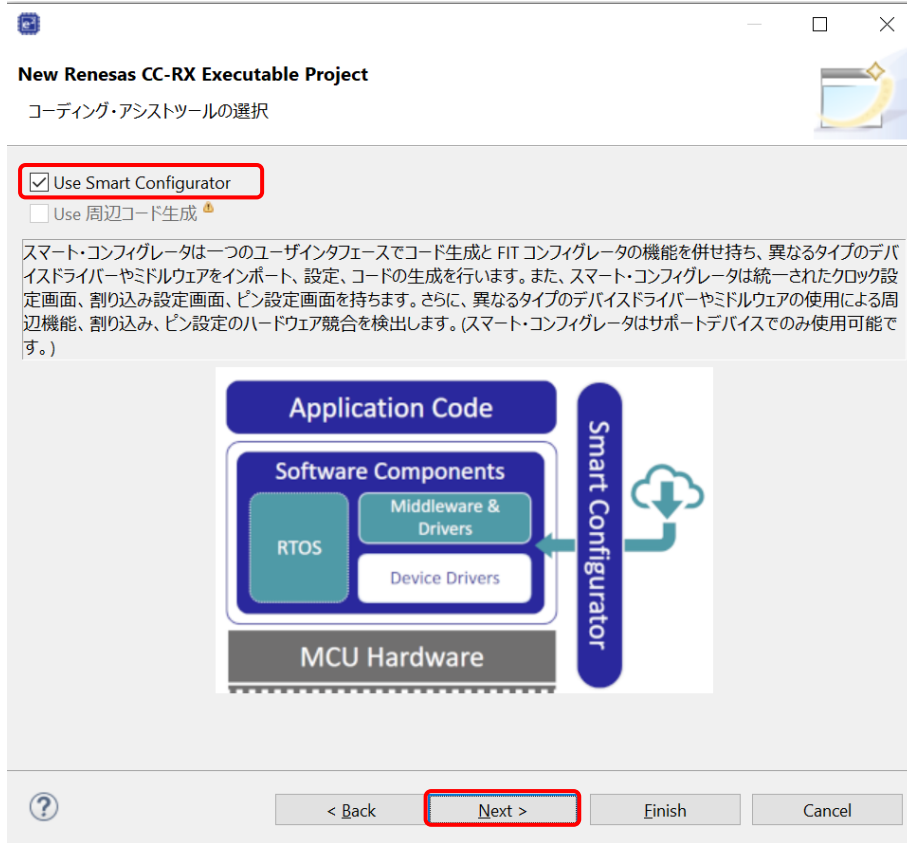 New Renesas CC-RX Executable Project
コーディング・アシストツールの選択
Use Smart Configurator
Use 周辺コード生成
スマート・コンフィグレータは一つのユーザインタフェースでコード生成と FIT コンフィグレータの機能を併せ持ち、異なるタイプのデバ
イスドライバーやミドルウェアをインポート、設定、コードの生成を行います。また、スマート・コンフィグレータは統一されたクロック設
定画面、割り込み設定画面、ピン設定画面を持ちます。さらに、異なるタイプのデバイスドライバーやミドルウェアの使用による周
辺機能、割り込み、ピン設定のハードウェア競合を検出します。(スマート・コンフィグレータはサポートデバイスでのみ使用可能で
す。)
Application Code
Software Components
RTOS
Middleware &
Drivers
Device Drivers
MCU Hardware
Smart Configurator
?
< Back
Next >
Finish
Cancel